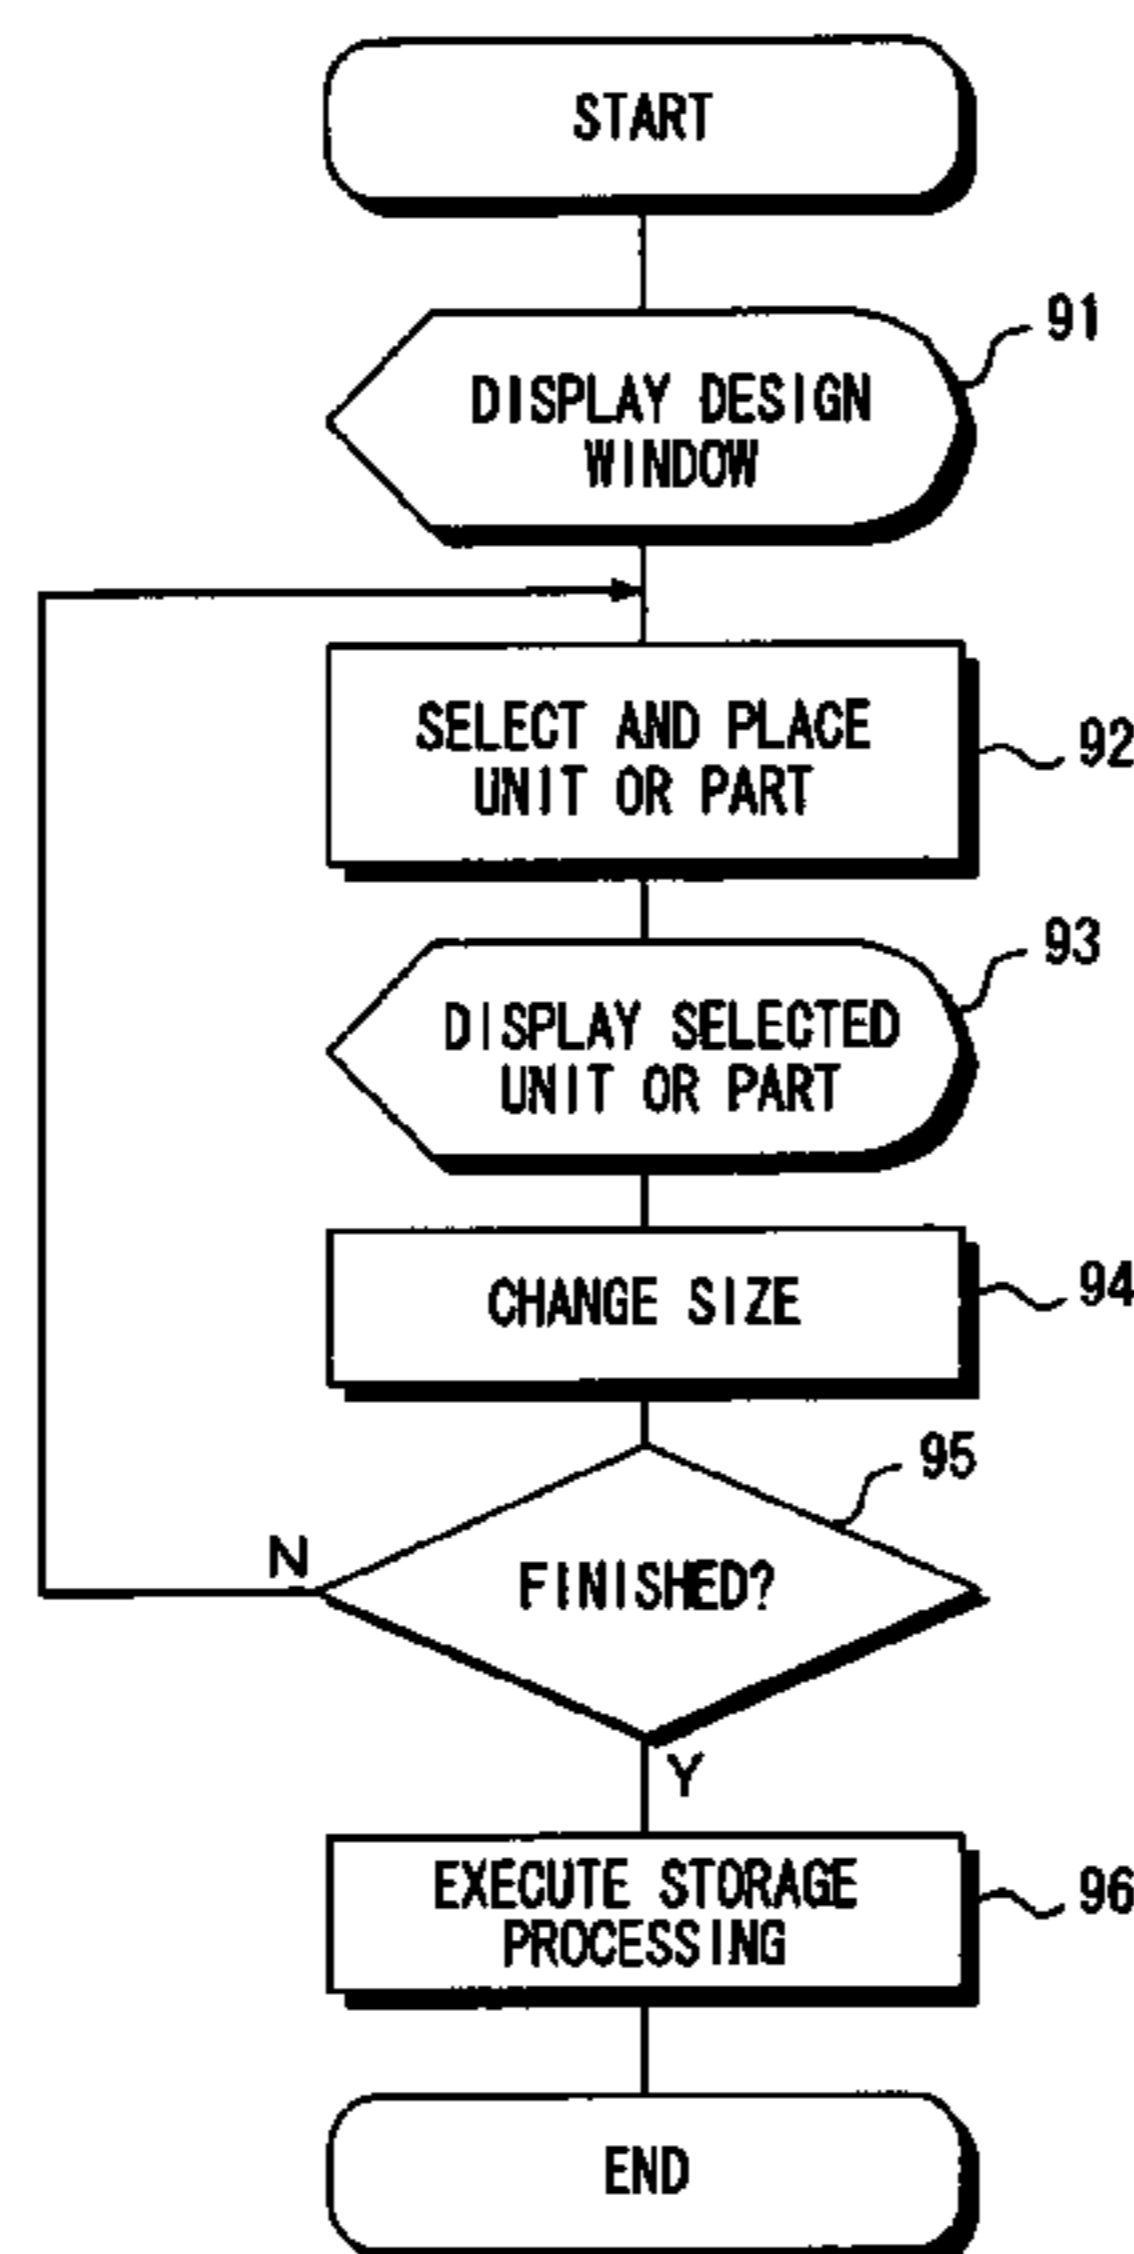 START
91
DISPLAY DESIGN
WINDOW
SELECT AND PLACE
UNIT OR PART
92
93
DISPLAY SELECTED
UNIT OR PART
CHANGE SIZE
94
95
N
FINISHED?
Y
EXECUTE STORAGE
PROCESSING
96
END